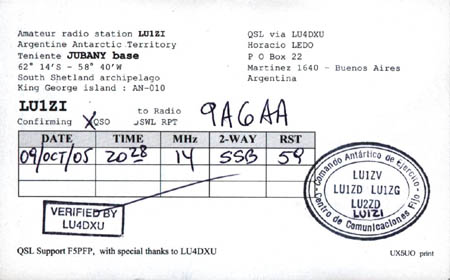 Amateur radio station LU1ZI
Argentine Antarctic Territory
Teniente JUBANY base
62° 14'S - 58° 40'W
South Shetland archipelago
King George island : AN-010
QSL via LU4DXU
Horacio LEDO
P O Box 22
Martinez 1640 - Buenos Aires
Argentina
LU1ZI
to Radio 9A6AA
Confirming X QSO SWL RPT
DATE TIME MHz 2-WAY RST
09/OCT/05 2028 14 SSB 59
VERIFIED BY
LU4DXU
Comando Antártico de Ejército
LU1ZV
LU1ZD LU1ZG
LU2ZD
LU1ZI
Centro de Comunicaciones Fijo
QSL Support F5PFP, with special thanks to LU4DXU
UX5UO print